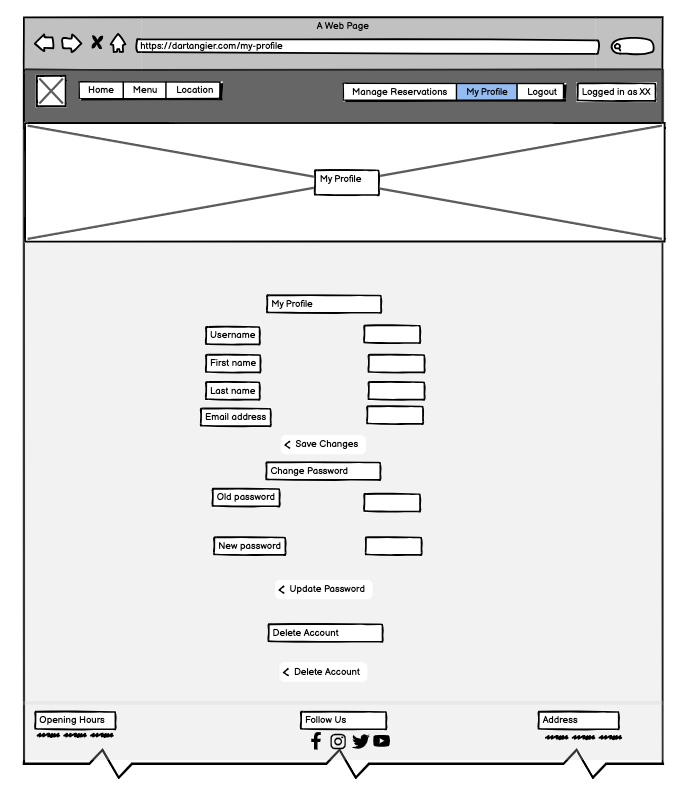 A Web Page
https://dartangier.com/my-profile
Home Menu Location Manage Reservations My Profile Logout Logged in as XX
My Profile
My Profile
Username
First name
Last name
Email address
Save Changes
Change Password
Old password
New password
Update Password
Delete Account
Delete Account
Opening Hours Follow Us Address